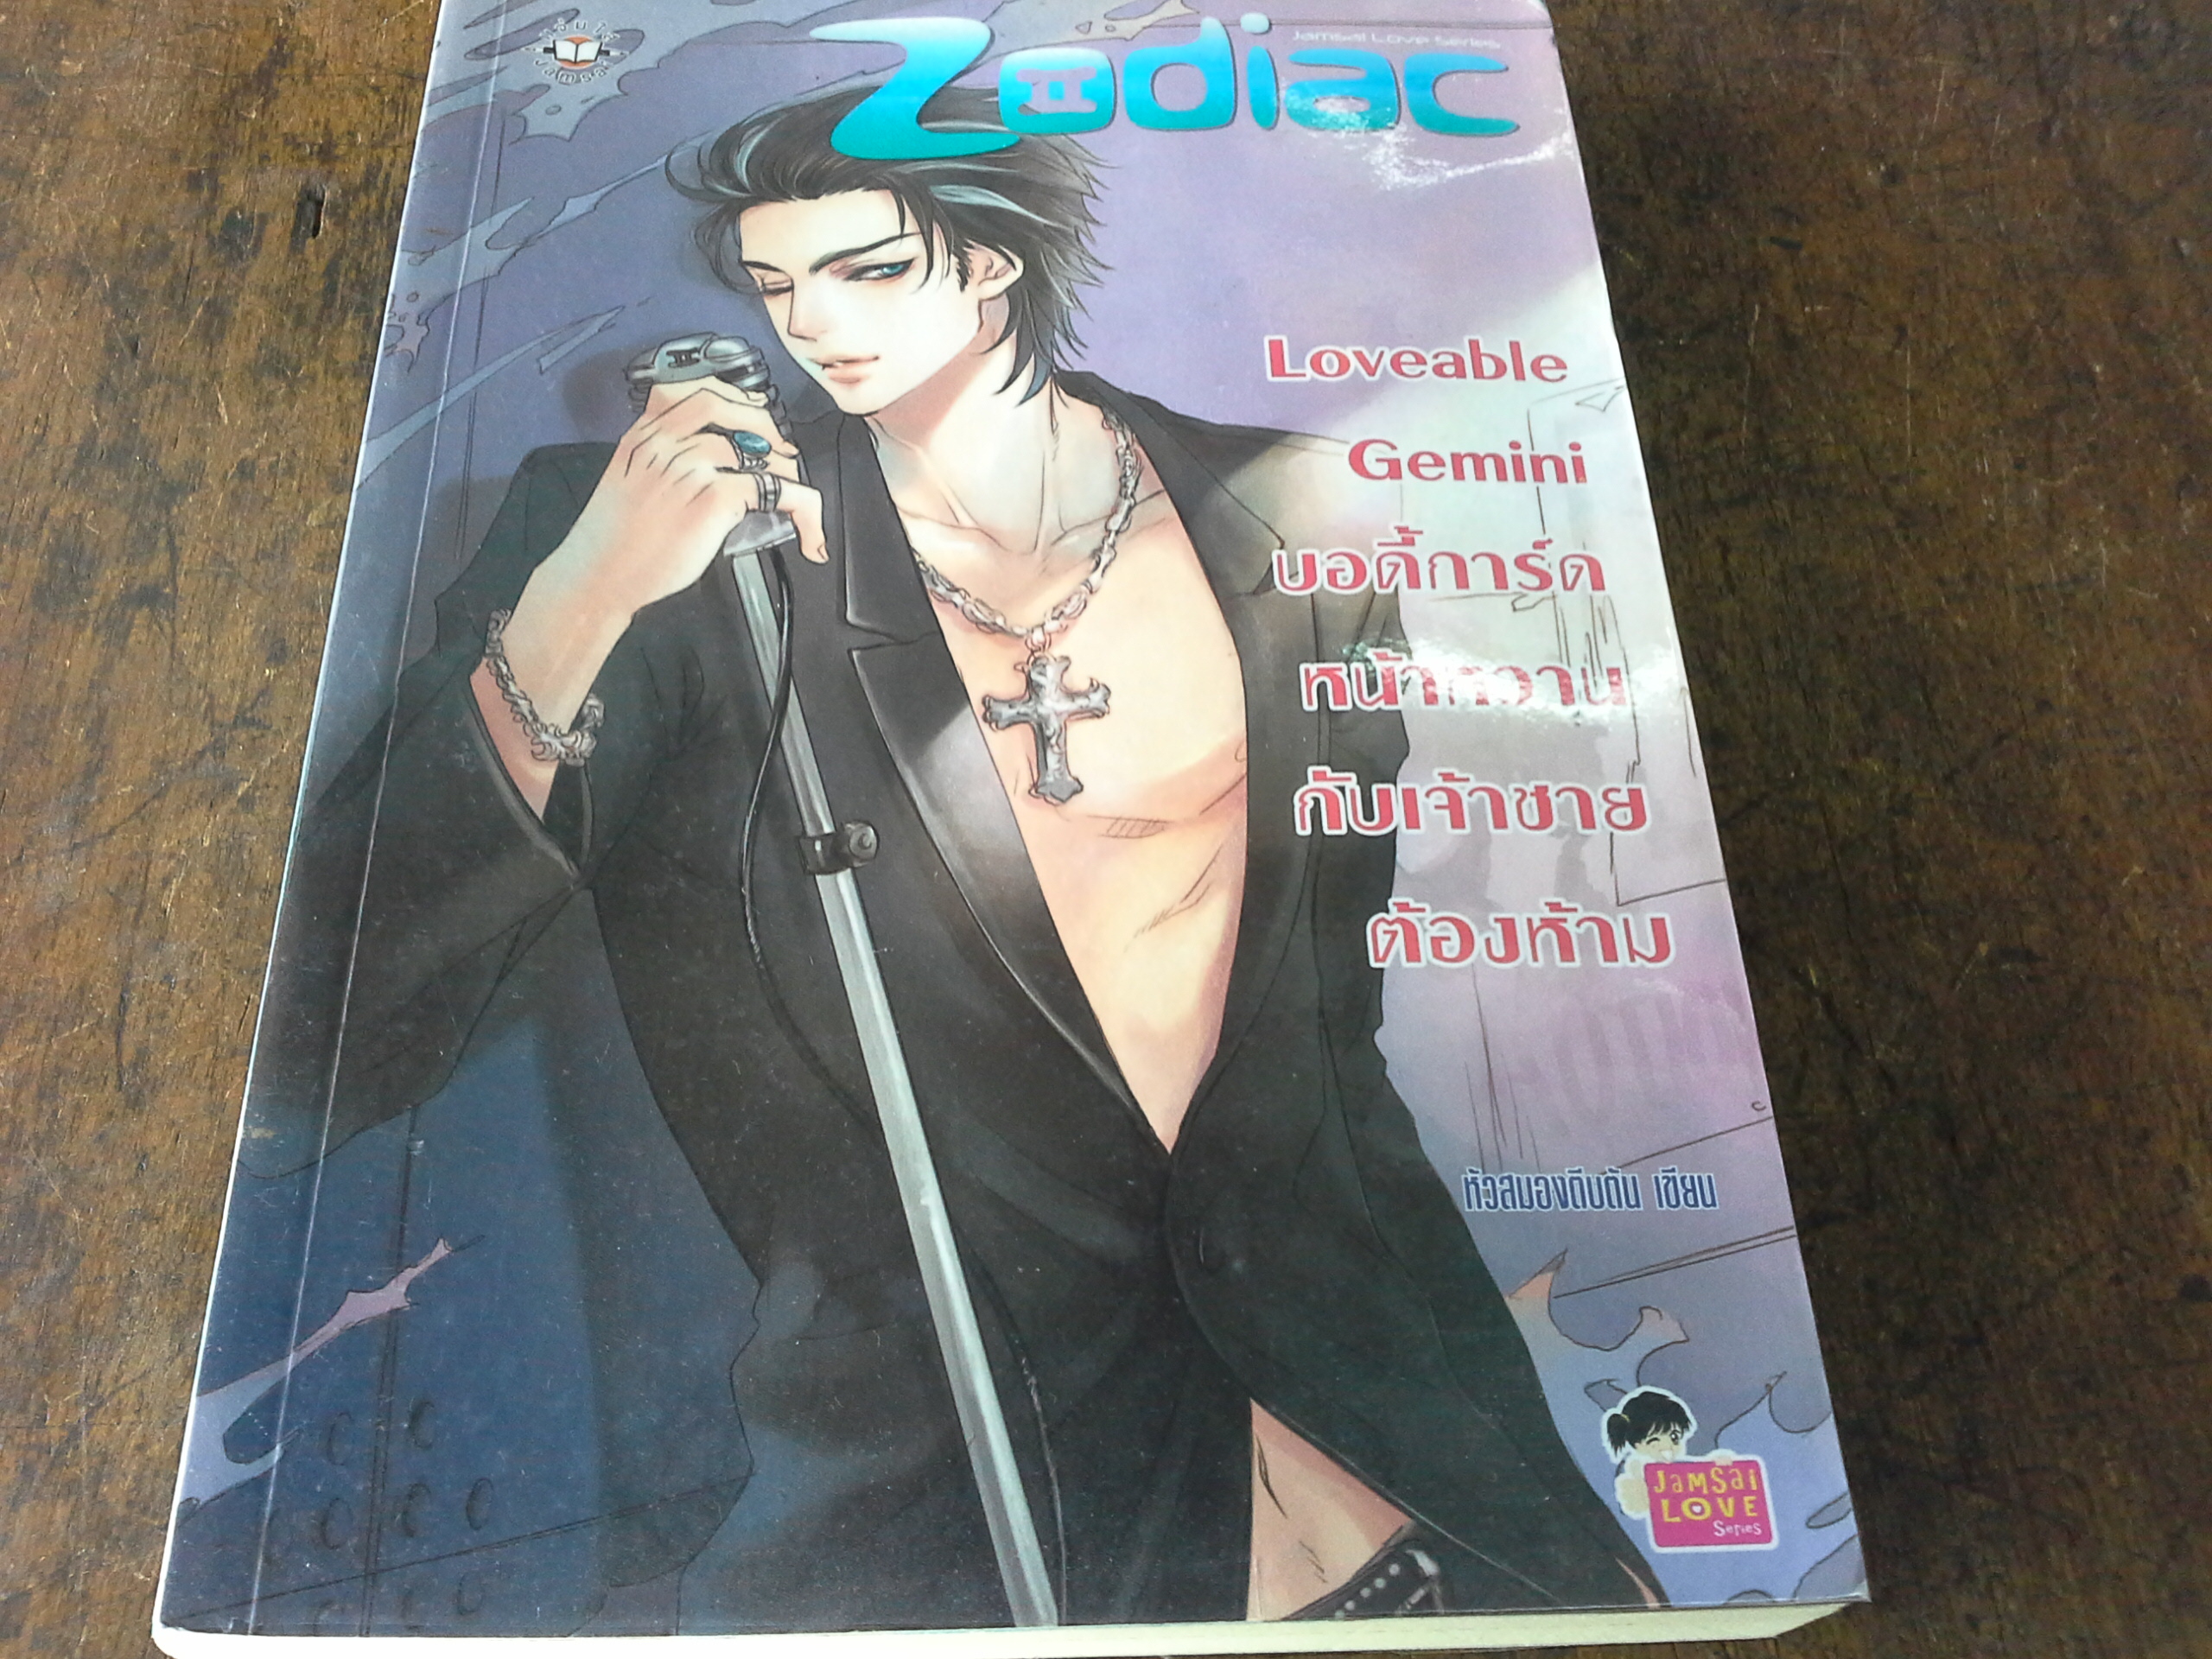 Jamsai Love Series
Zodiac
Jamsai
Loveable
Gemini
บอดี้การ์ด
หน้าหวาน
กับเจ้าชาย
ต้องห้าม
หัวสมองตีบตัน เขียน
JaMSai
LOVE
Series